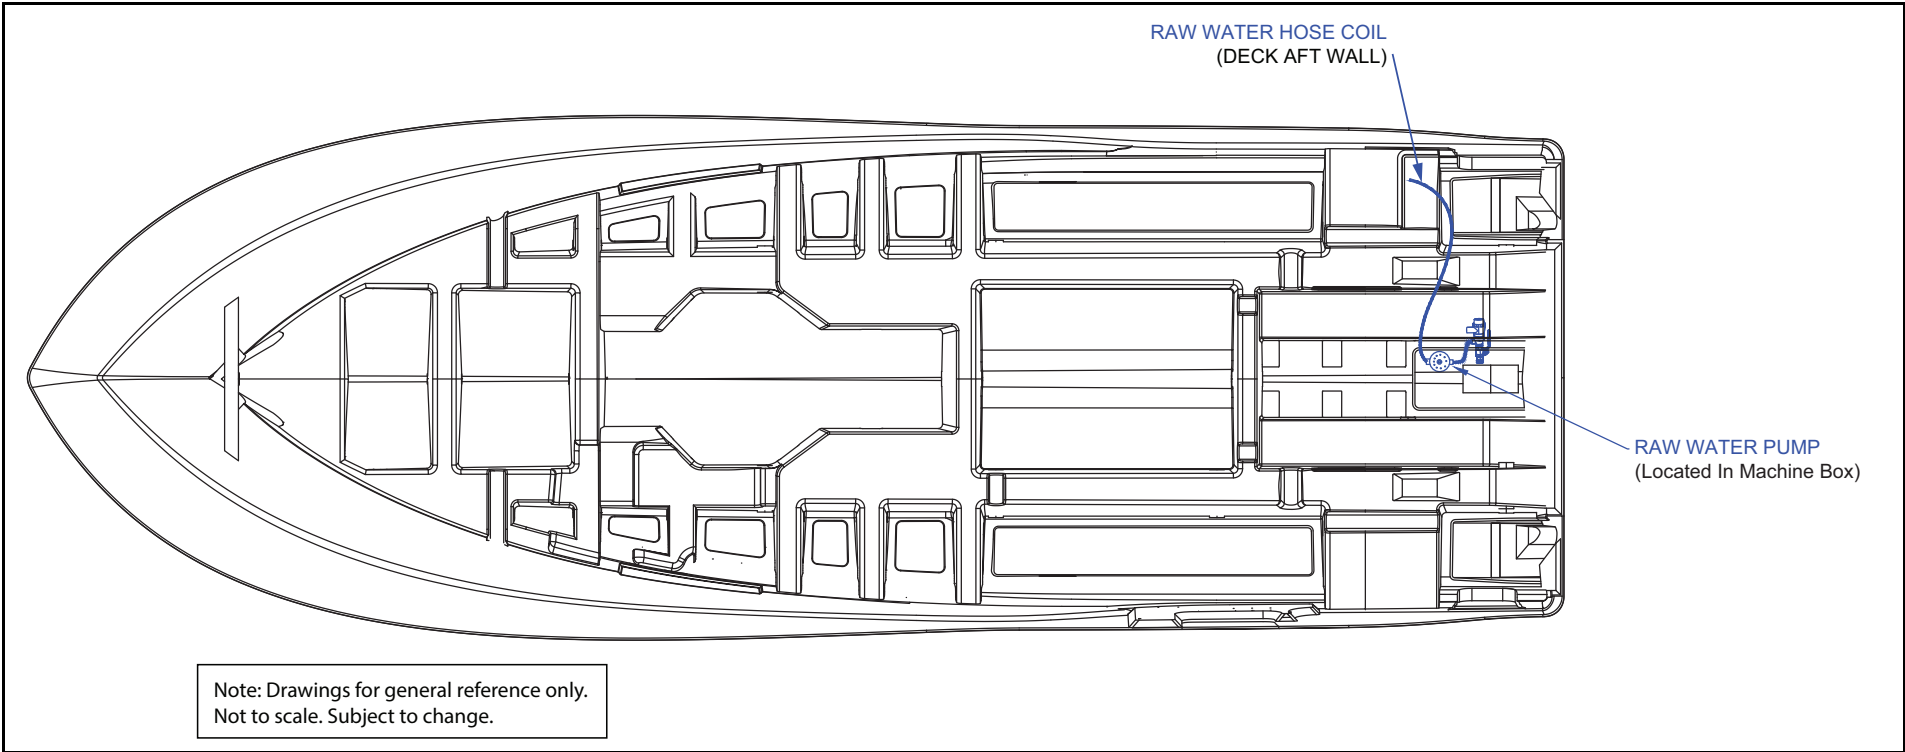 RAW WATER HOSE COIL
(DECK AFT WALL)
RAW WATER PUMP
(Located In Machine Box)
Note: Drawings for general reference only.
Not to scale. Subject to change.